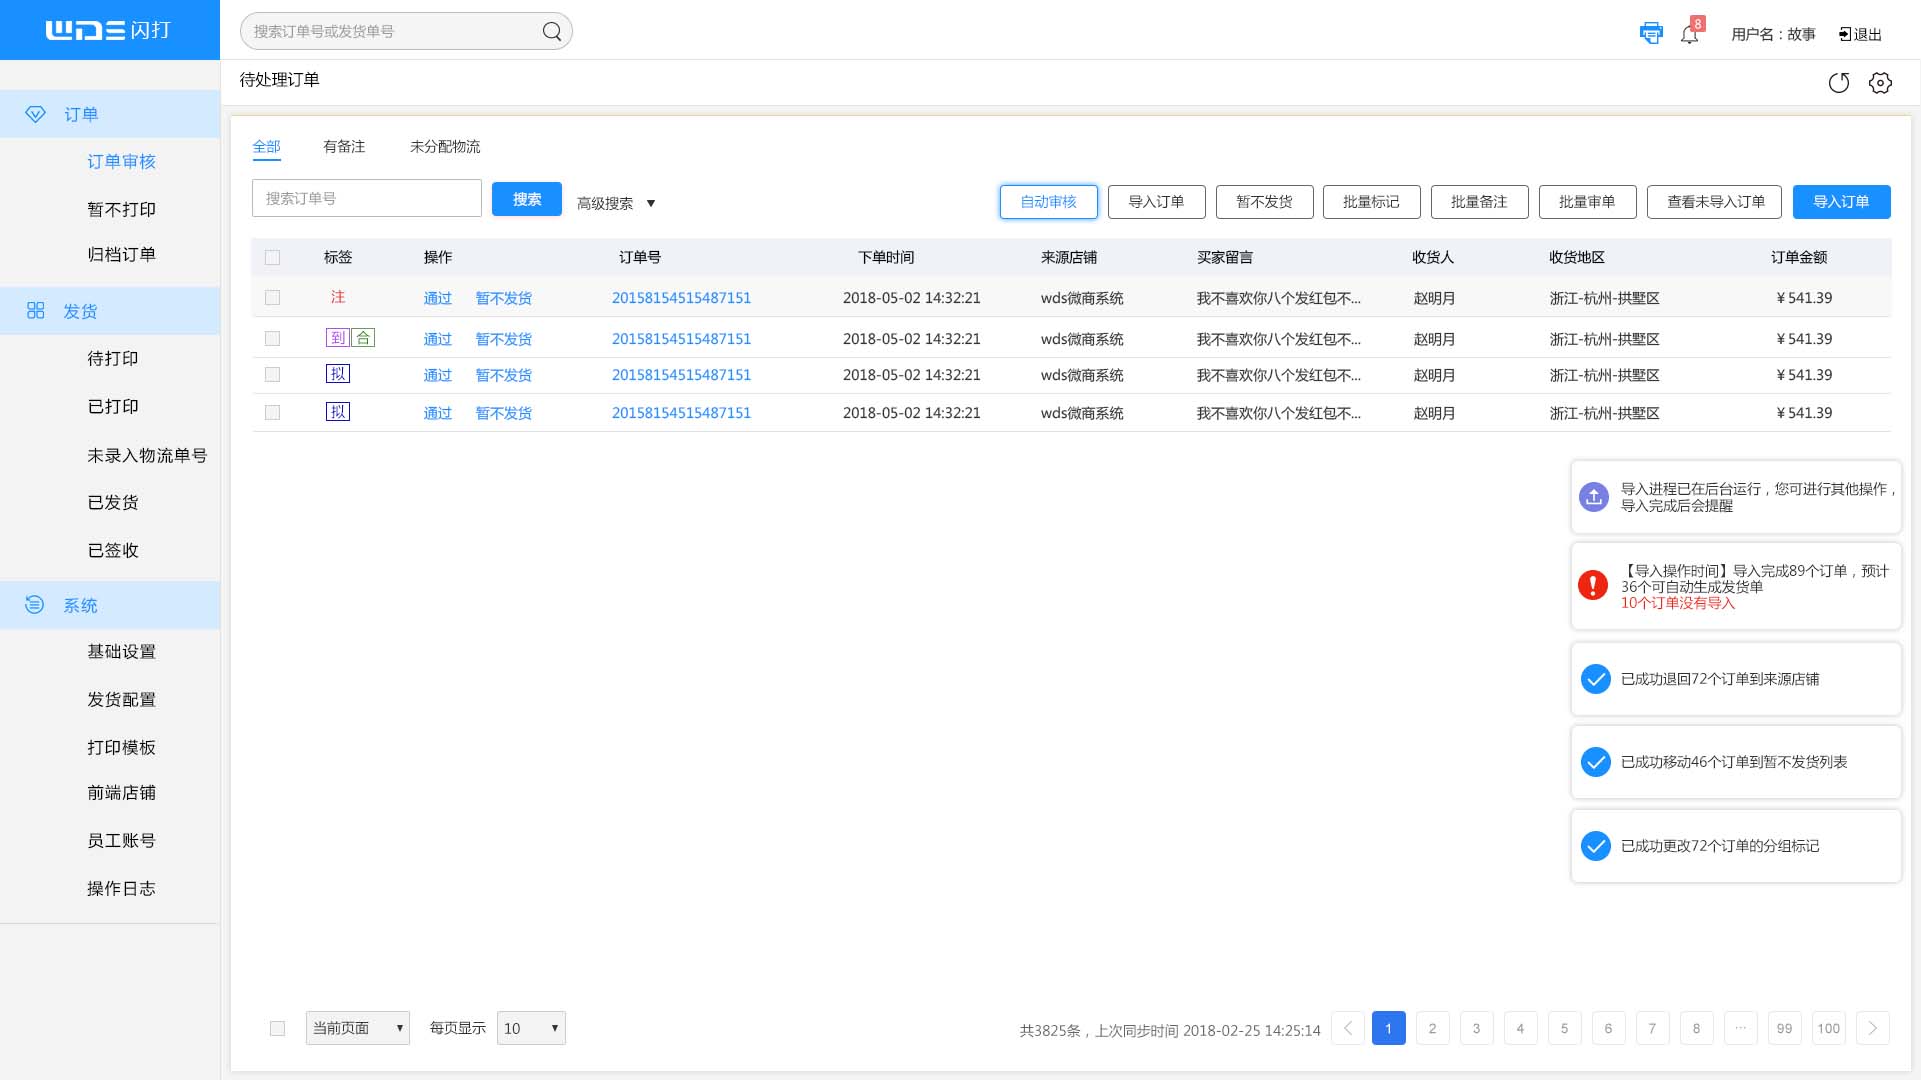 WDS闪打
搜索订单号或发货单号
8
用户名：故事
退出
待处理订单
订单
订单审核
暂不打印
归档订单
发货
待打印
已打印
未录入物流单号
已发货
已签收
系统
基础设置
发货配置
打印模板
前端店铺
员工账号
操作日志
全部 有备注 未分配物流
搜索订单号 搜索 高级搜索 ▼
自动审核 导入订单 暂不发货 批量标记 批量备注 批量审单 查看未导入订单 导入订单
标签 操作 订单号 下单时间 来源店铺 买家留言 收货人 收货地区 订单金额
注 通过 暂不发货 20158154515487151 2018-05-02 14:32:21 wds微商系统 我不喜欢你八个发红包不... 赵明月 浙江-杭州-拱墅区 ¥ 541.39
到 合 通过 暂不发货 20158154515487151 2018-05-02 14:32:21 wds微商系统 我不喜欢你八个发红包不... 赵明月 浙江-杭州-拱墅区 ¥ 541.39
拟 通过 暂不发货 20158154515487151 2018-05-02 14:32:21 wds微商系统 我不喜欢你八个发红包不... 赵明月 浙江-杭州-拱墅区 ¥ 541.39
拟 通过 暂不发货 20158154515487151 2018-05-02 14:32:21 wds微商系统 我不喜欢你八个发红包不... 赵明月 浙江-杭州-拱墅区 ¥ 541.39
导入进程已在后台运行，您可进行其他操作，
导入完成后会提醒
【导入操作时间】导入完成89个订单，预计
36个可自动生成发货单
10个订单没有导入
已成功退回72个订单到来源店铺
已成功移动46个订单到暂不发货列表
已成功更改72个订单的分组标记
当前页面 ▼ 每页显示 10 ▼
共3825条，上次同步时间 2018-02-25 14:25:14 1 2 3 4 5 6 7 8 ··· 99 100